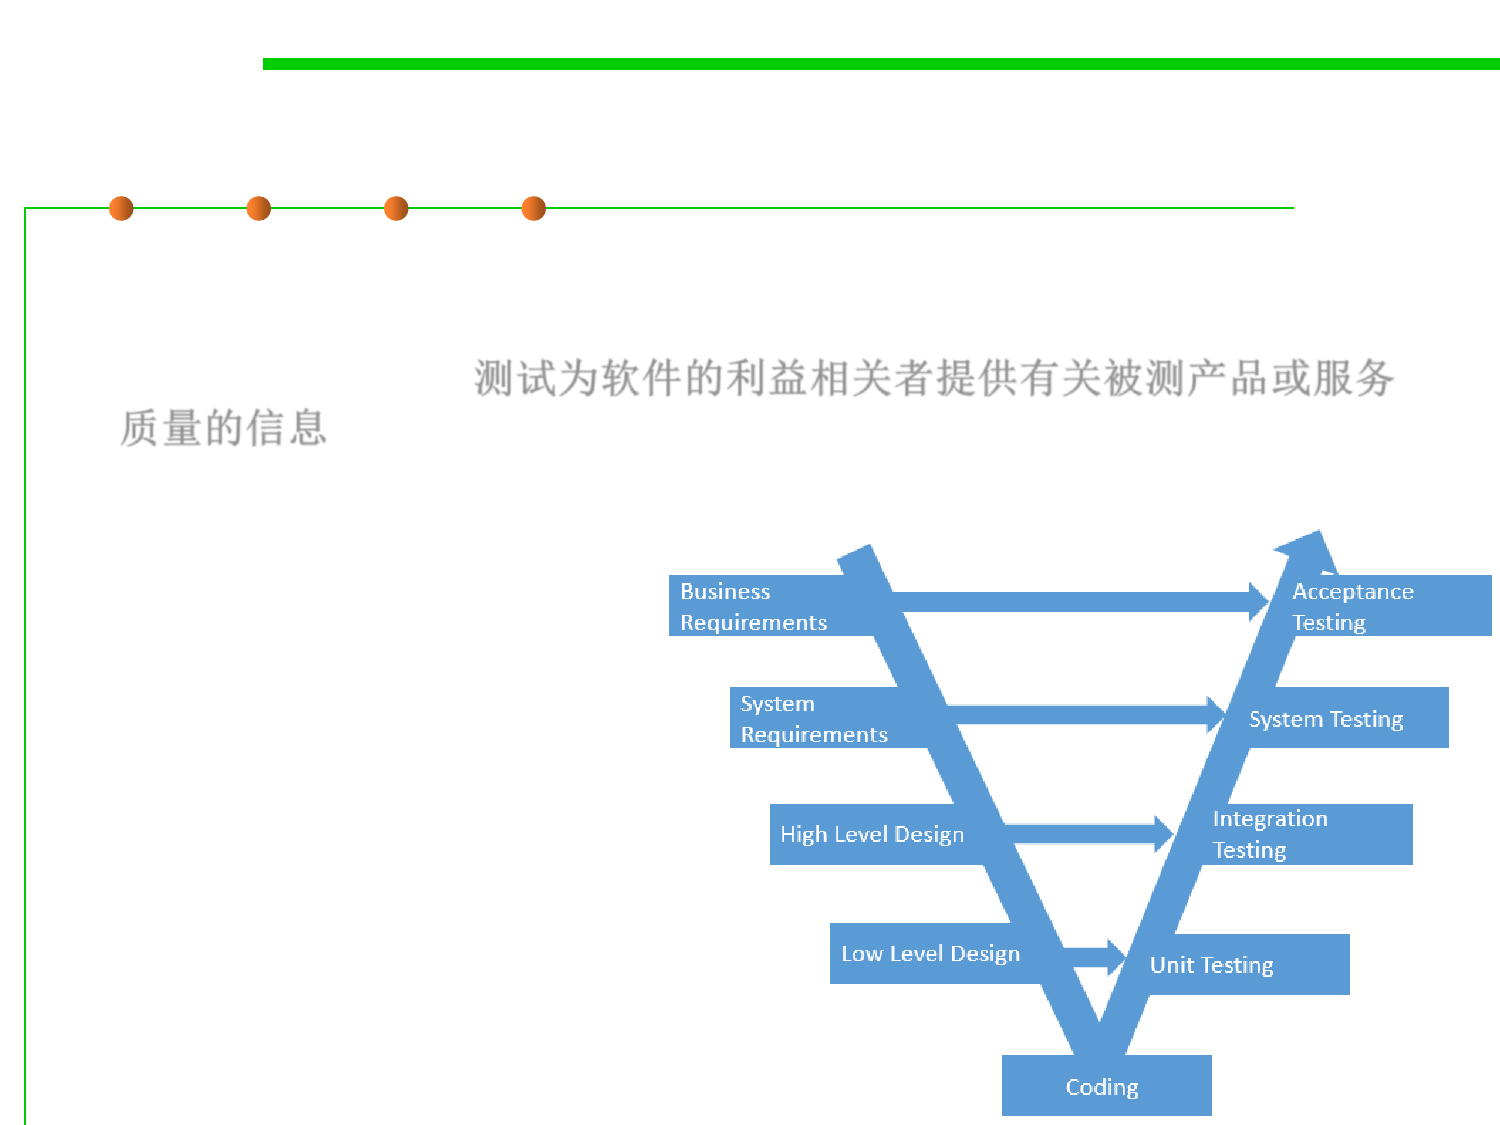 测试为软件的利益相关者提供有关被测产品或服务
质量的信息
Business
Requirements
Acceptance
Testing
System
Requirements
System Testing
High Level Design
Integration
Testing
Low Level Design
Unit Testing
Coding